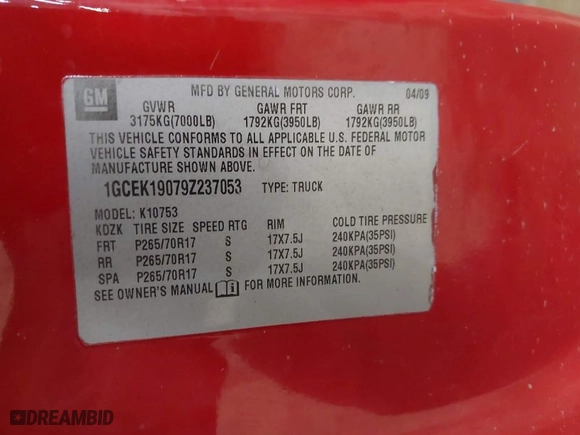 GM
MFD BY GENERAL MOTORS CORP. 04/09
GVWR GAWR FRT GAWR RR
3175KG(7000LB) 1792KG(3950LB) 1792KG(3950LB)
THIS VEHICLE CONFORMS TO ALL APPLICABLE U.S. FEDERAL MOTOR
VEHICLE SAFETY STANDARDS IN EFFECT ON THE DATE OF
MANUFACTURE SHOWN ABOVE.
1GCEK19079Z237053 TYPE: TRUCK
MODEL: K10753
KDZK TIRE SIZE SPEED RTG RIM COLD TIRE PRESSURE
FRT P265/70R17 S 17X7.5J 240KPA(35PSI)
RR P265/70R17 S 17X7.5J 240KPA(35PSI)
SPA P265/70R17 S 17X7.5J 240KPA(35PSI)
SEE OWNER'S MANUAL FOR MORE INFORMATION.
DREAMBID